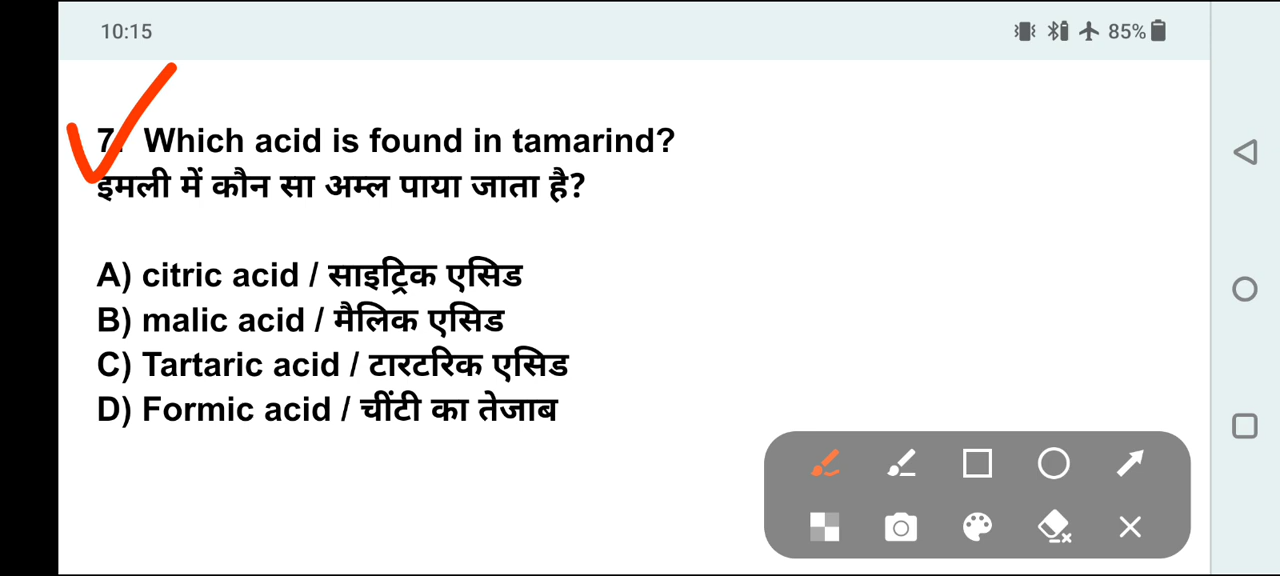 10:15
85%
7. Which acid is found in tamarind?
इमली में कौन सा अम्ल पाया जाता है?
A) citric acid / साइट्रिक एसिड
B) malic acid / मैलिक एसिड
C) Tartaric acid / टारटरिक एसिड
D) Formic acid / चींटी का तेजाब